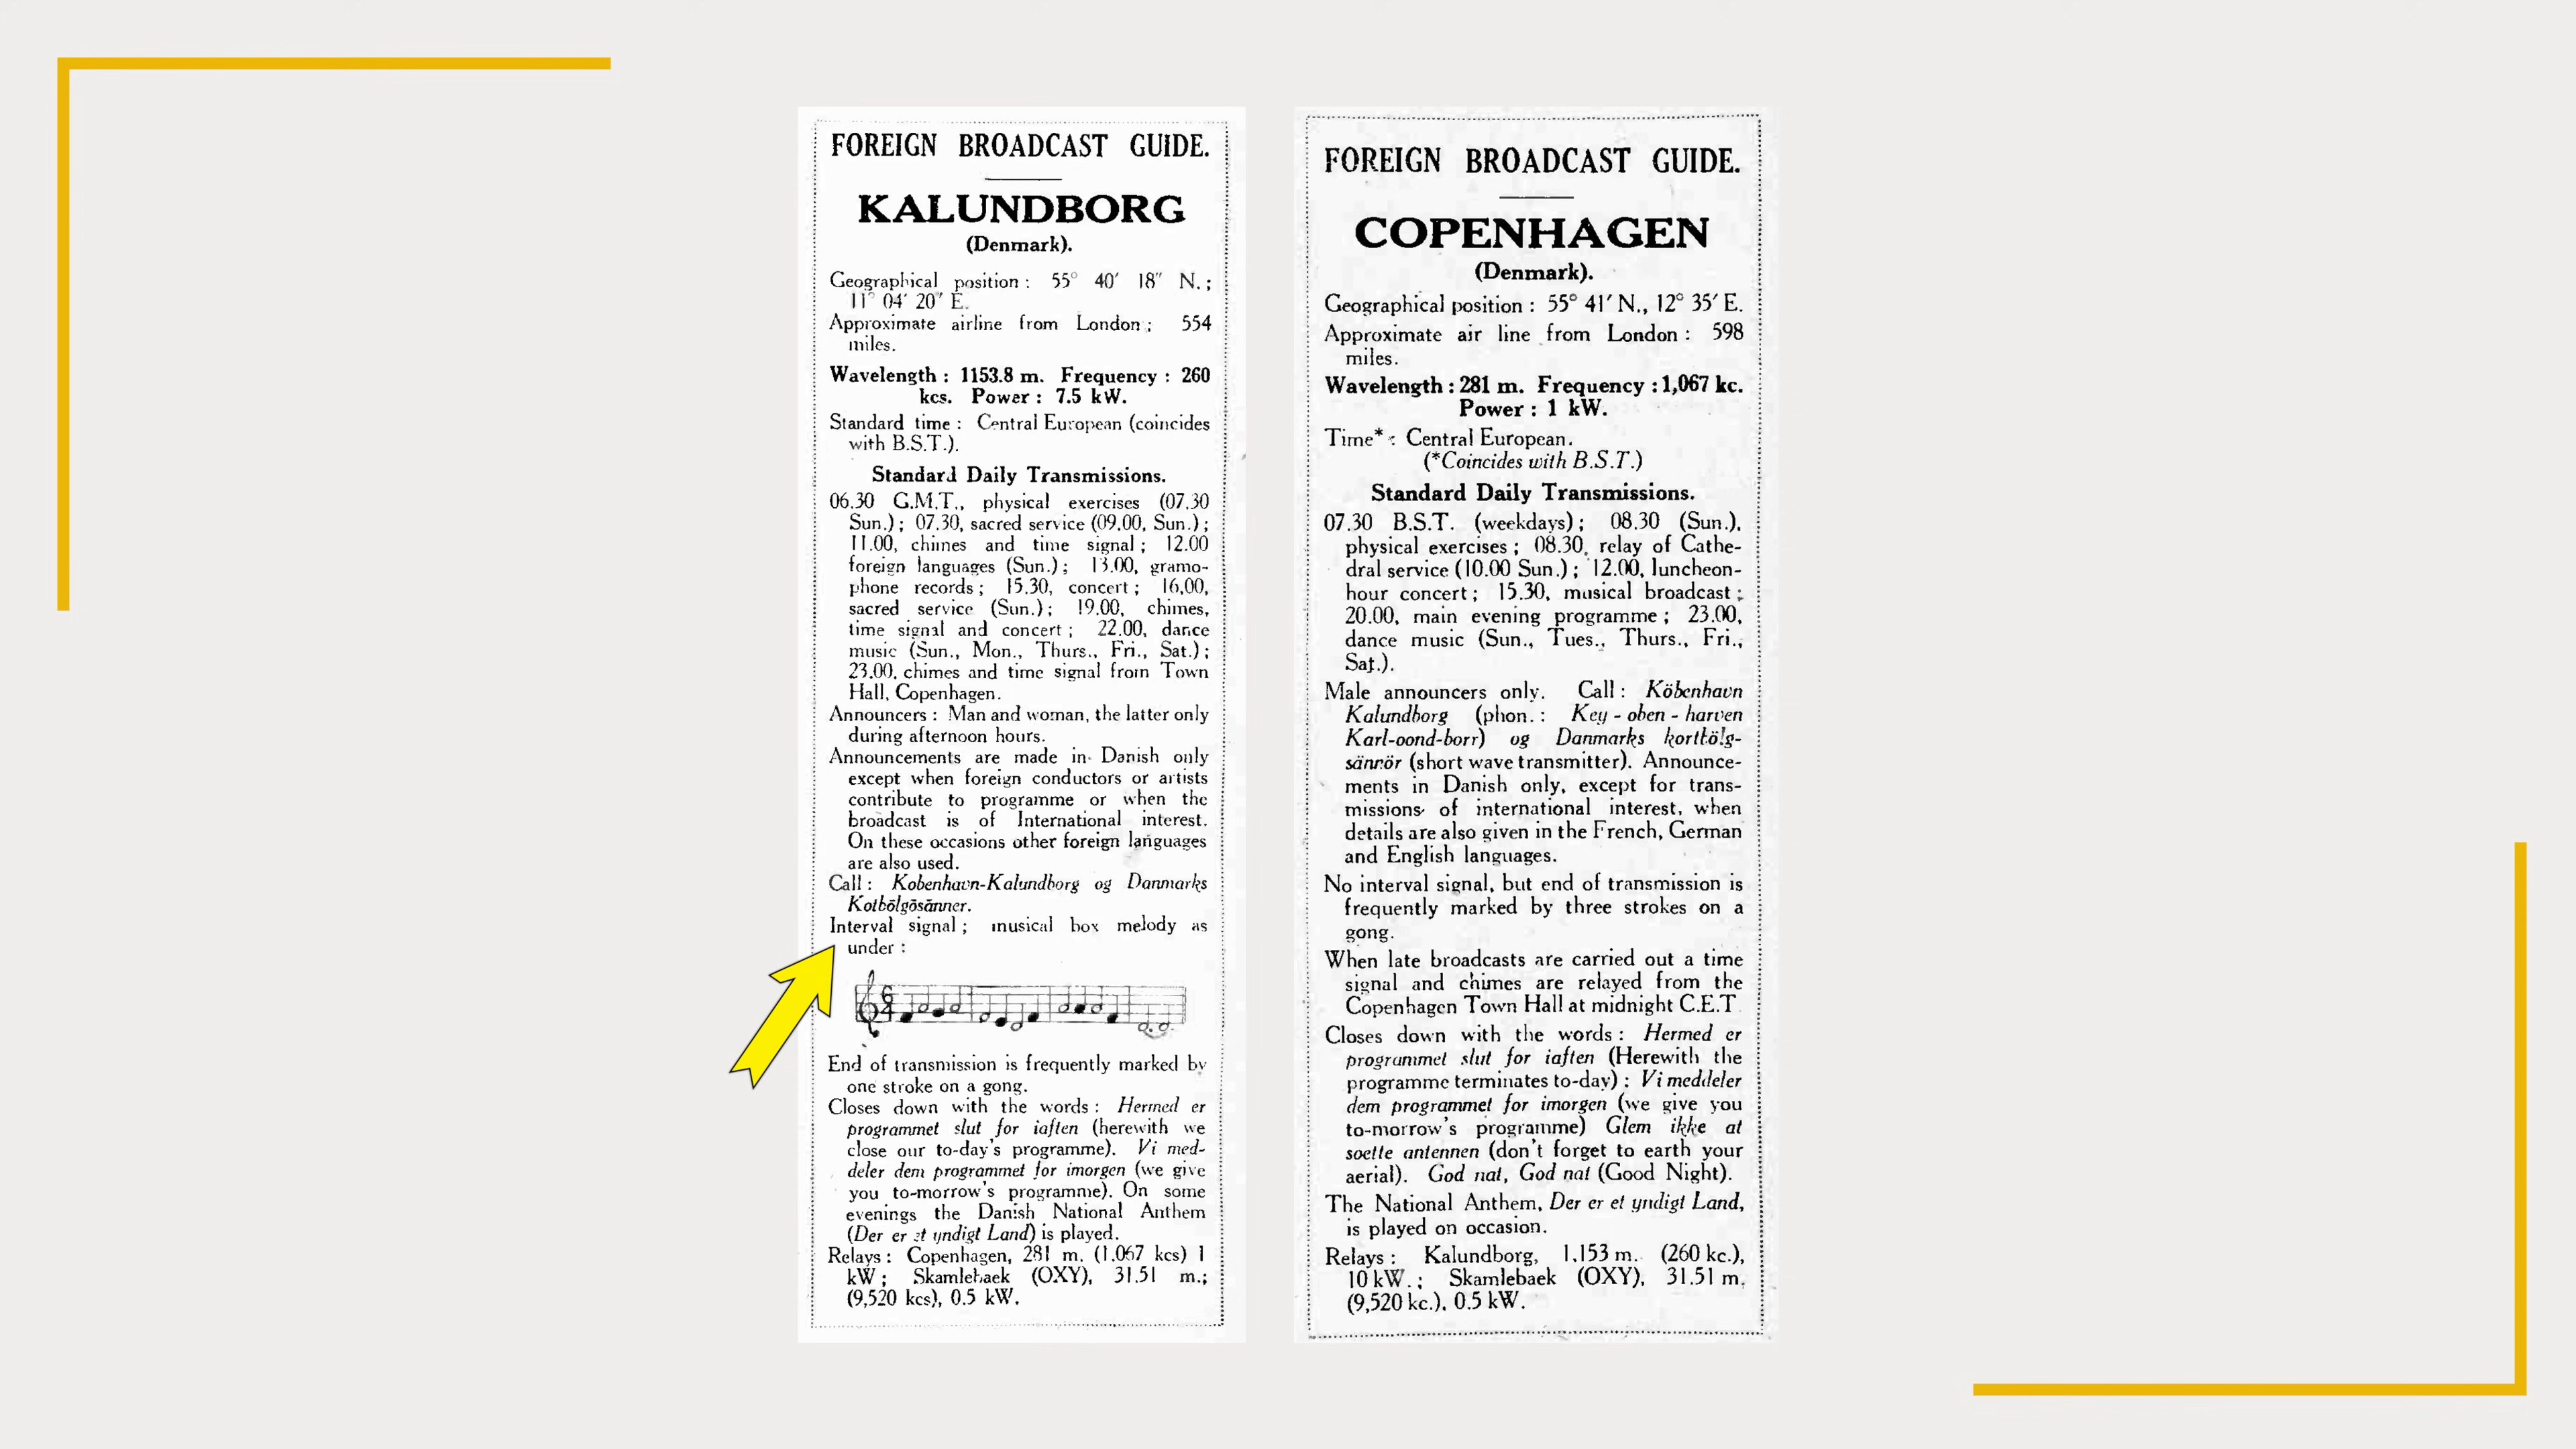 FOREIGN BROADCAST GUIDE.
KALUNDBORG
(Denmark).
Geographical position : 55° 40′ 18″ N. ;
11° 04′ 20″ E.
Approximate airline from London ; 554
miles.
Wavelength : 1153.8 m. Frequency : 260
kcs. Power : 7.5 kW.
Standard time : Central European (coincides
with B.S.T.).
Standard Daily Transmissions.
06.30 G.M.T., physical exercises (07.30
Sun.) ; 07.30, sacred service (09.00, Sun.) ;
11.00, chimes and time signal ; 12.00
foreign languages (Sun.) ; 13.00, gramo-
phone records ; 15.30, concert ; 16.00,
sacred service (Sun.) ; 19.00, chimes,
time signal and concert ; 22.00, dance
music (Sun., Mon., Thurs., Fri., Sat.) ;
23.00, chimes and time signal from Town
Hall, Copenhagen.
Announcers : Man and woman, the latter only
during afternoon hours.
Announcements are made in Danish only
except when foreign conductors or artists
contribute to programme or when the
broadcast is of International interest.
On these occasions other foreign languages
are also used.
Call : Kobenhavn-Kalundborg og Danmarks
Kotbölgōsānner.
Interval signal ; musical box melody as
under :
6
4
End of transmission is frequently marked by
one stroke on a gong.
Closes down with the words : Hermed er
programmet slut for iaften (herewith we
close our to-day's programme). Vi med-
deler dem programmet for imorgen (we give
you to-morrow's programme). On some
evenings the Danish National Anthem
(Der er et yndigt Land) is played.
Relays : Copenhagen, 281 m. (1.067 kcs) 1
kW ; Skamlebaek (OXY), 31.51 m.;
(9,520 kcs), 0.5 kW.
FOREIGN BROADCAST GUIDE.
COPENHAGEN
(Denmark).
Geographical position : 55° 41′ N., 12° 35′ E.
Approximate air line from London : 598
miles.
Wavelength : 281 m. Frequency : 1,067 kc.
Power : 1 kW.
Time* : Central European.
(*Coincides with B.S.T.)
Standard Daily Transmissions.
07.30 B.S.T. (weekdays) ; 08.30 (Sun.),
physical exercises ; 08.30, relay of Cathe-
dral service (10.00 Sun.) ; 12.00, luncheon-
hour concert ; 15.30, musical broadcast ;
20.00, main evening programme ; 23.00,
dance music (Sun., Tues., Thurs., Fri.,
Sat.).
Male announcers only. Call : Köbenhavn
Kalundborg (phon. : Key - oben - harven
Karl-oond-borr) og Danmarks kortbölg-
sännör (short wave transmitter). Announce-
ments in Danish only, except for trans-
missions of international interest, when
details are also given in the French, German
and English languages.
No interval signal, but end of transmission is
frequently marked by three strokes on a
gong.
When late broadcasts are carried out a time
signal and chimes are relayed from the
Copenhagen Town Hall at midnight C.E.T.
Closes down with the words : Hermed er
programmet slut for iaften (Herewith the
programme terminates to-day) : Vi meddeler
dem programmet for imorgen (we give you
to-morrow's programme) Glem ikke at
soette antennen (don't forget to earth your
aerial). God nat, God nat (Good Night).
The National Anthem, Der er et yndigt Land,
is played on occasion.
Relays : Kalundborg, 1.153 m. (260 kc.),
10 kW. ; Skamlebaek (OXY), 31.51 m.
(9,520 kc.), 0.5 kW.